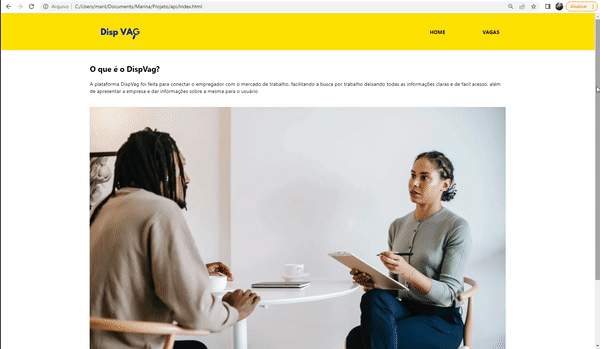 Arquivo
C:/Users/maril/Documents/Marina/Projeto/api/index.html
Atualizar
Disp VAG
HOME
VAGAS
O que é o DispVag?
A plataforma DispVag foi feita para conectar o empregador com o mercado de trabalho, facilitando a busca por trabalho deixando todas as informações claras e de facil acesso, além
de apresentar a empresa e dar informações sobre a mesma para o usuário